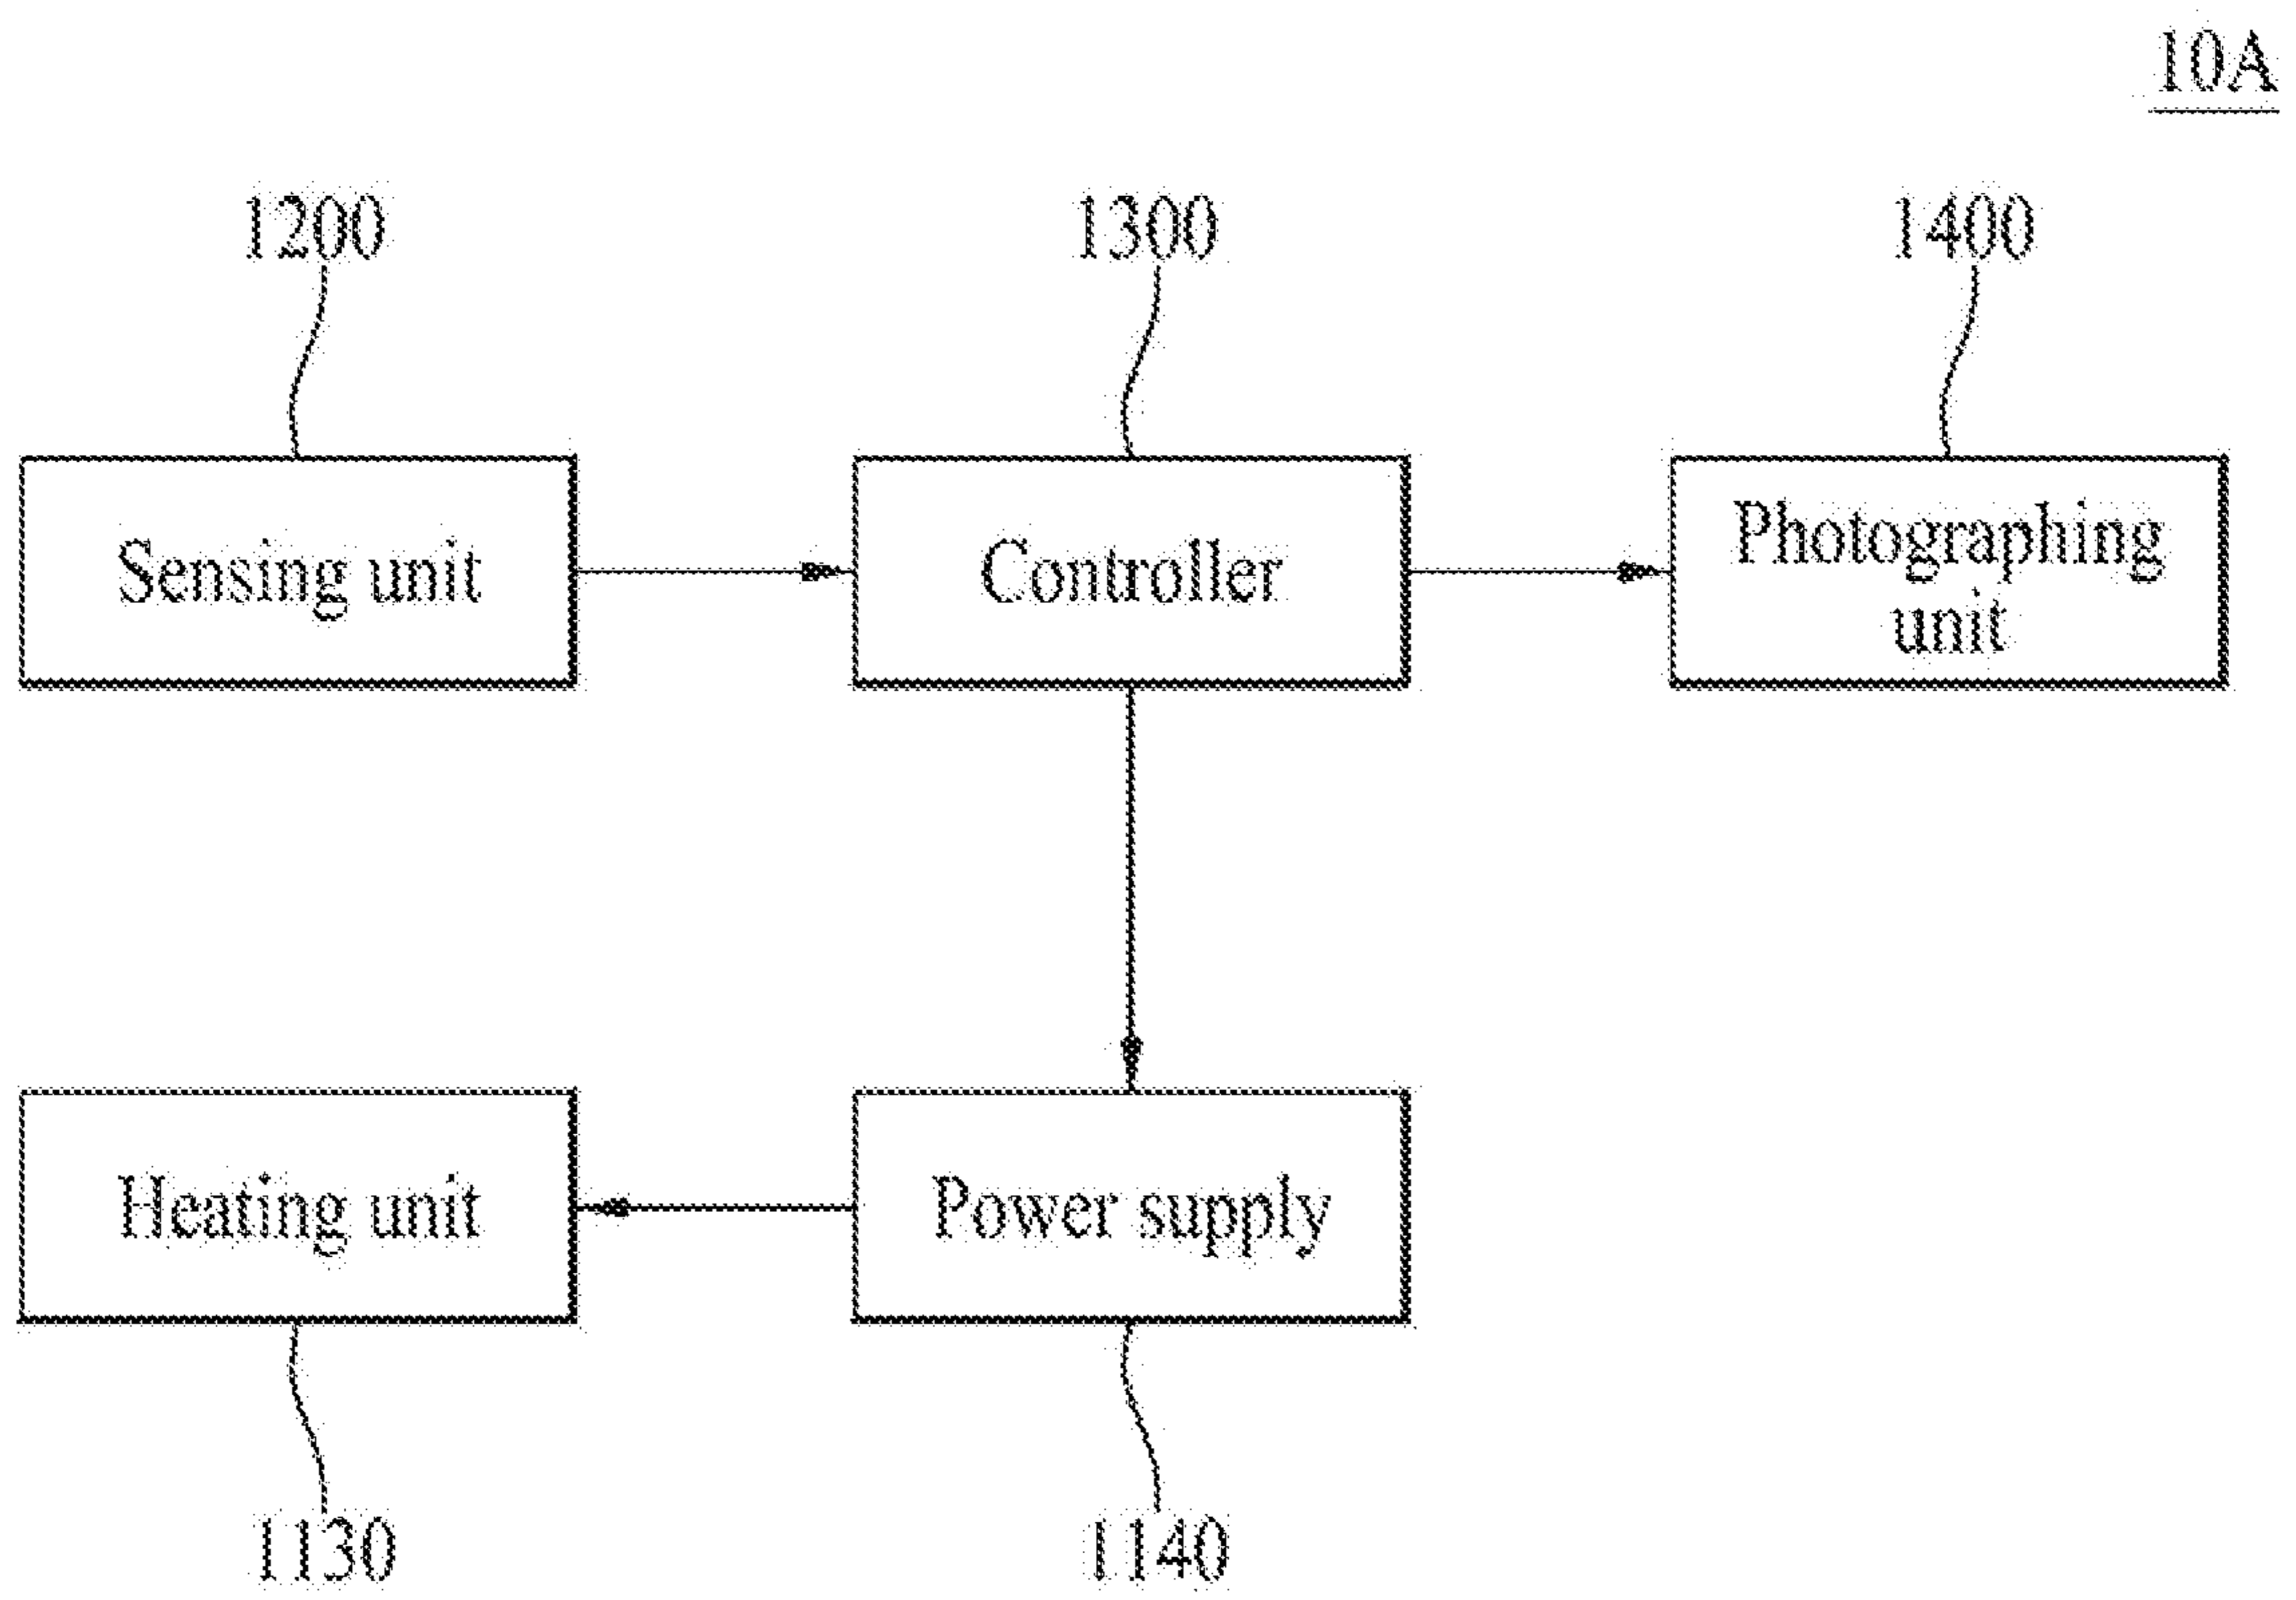 10A
1200
1300
1400
Sensing unit
Controller
Photographing
unit
Heating unit
Power supply
1130
1140